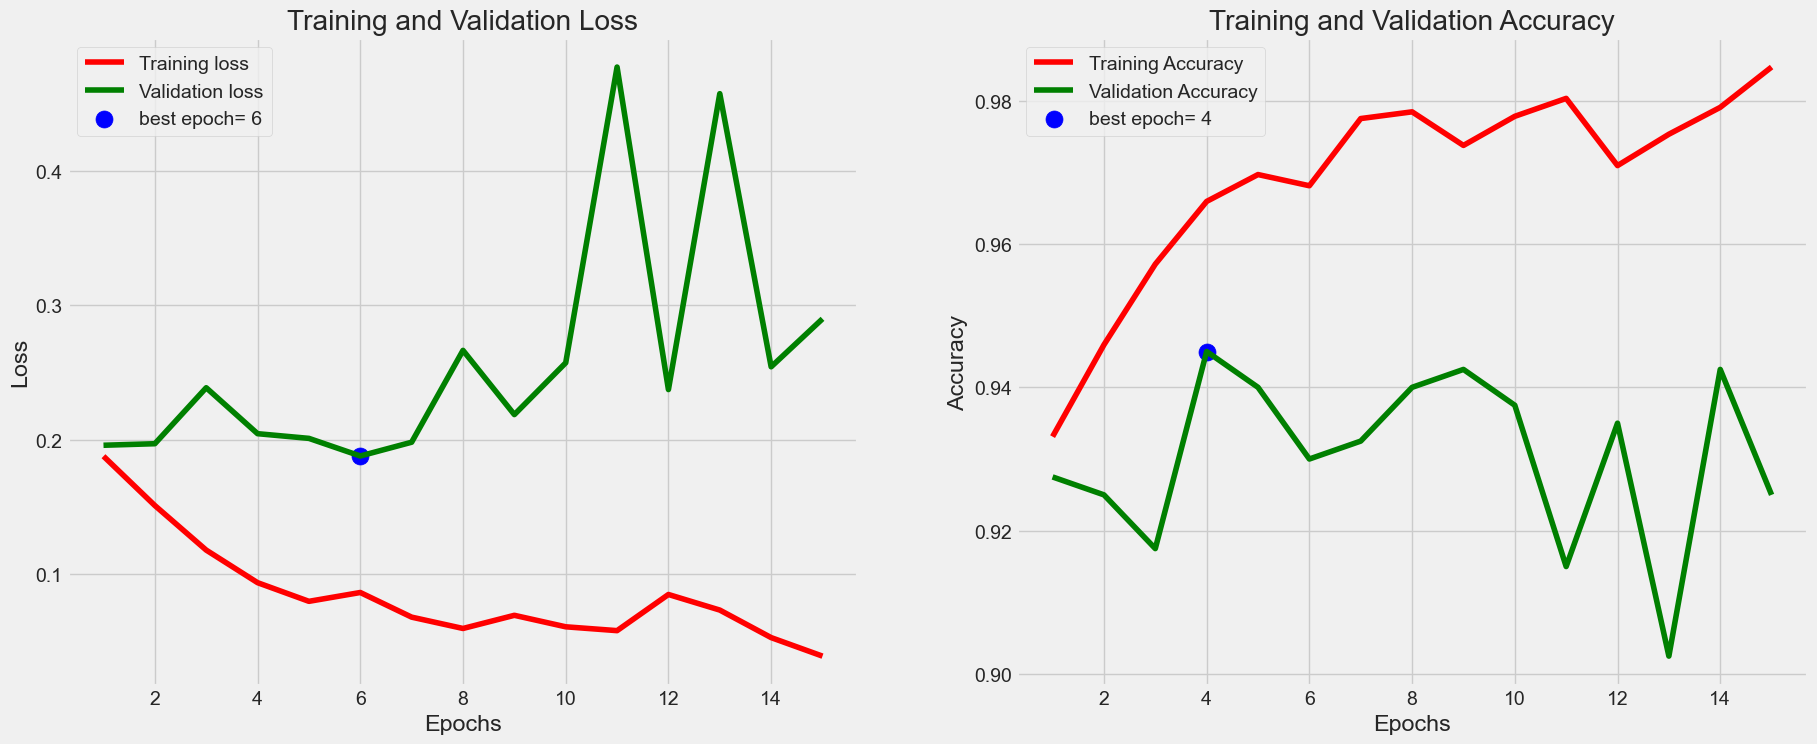 Training and Validation Loss
Training loss
Validation loss
best epoch= 6
0.4
0.3
0.2
0.1
Loss
2 4 6 8 10 12 14
Epochs
Training and Validation Accuracy
Training Accuracy
Validation Accuracy
best epoch= 4
0.98
0.96
0.94
0.92
0.90
Accuracy
2 4 6 8 10 12 14
Epochs